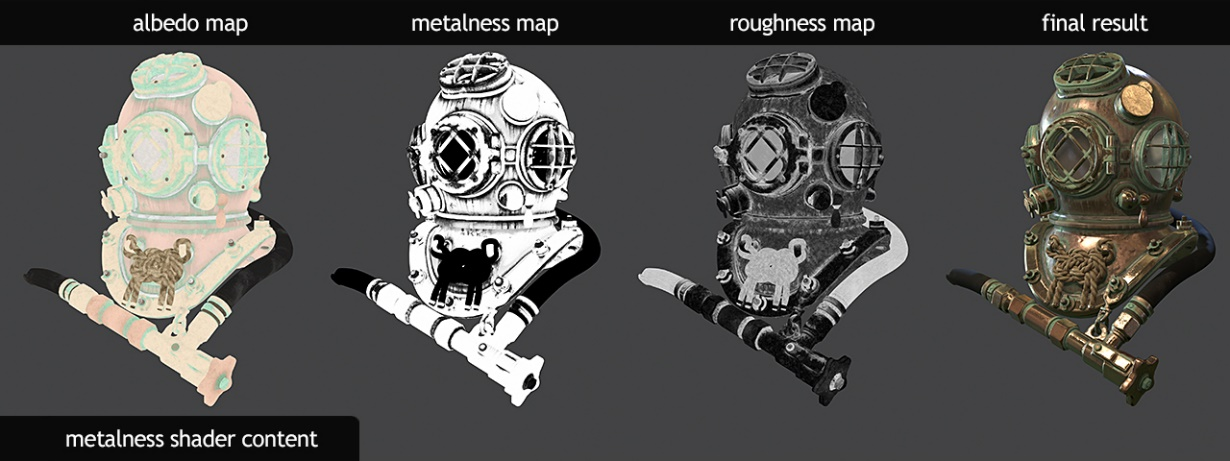 albedo map
metalness map
roughness map
final result
metalness shader content